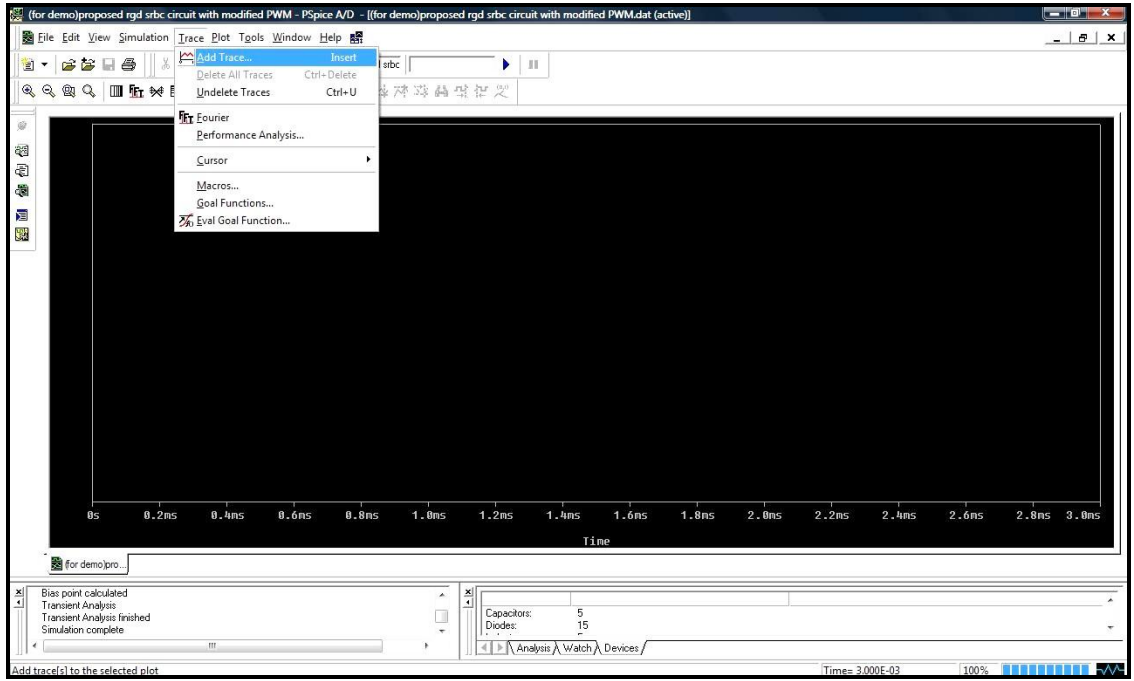 (for demo)proposed rgd srbc circuit with modified PWM - PSpice A/D - [(for demo)proposed rgd srbc circuit with modified PWM.dat (active)]
File Edit View Simulation Trace Plot Tools Window Help
Add Trace... Insert
srbc
Delete All Traces Ctrl+Delete
Undelete Traces Ctrl+U
FFT
FFT Fourier
Performance Analysis...
Cursor
Macros...
Goal Functions...
Eval Goal Function...
0s 0.2ms 0.4ms 0.6ms 0.8ms 1.0ms 1.2ms 1.4ms 1.6ms 1.8ms 2.0ms 2.2ms 2.4ms 2.6ms 2.8ms 3.0ms
Time
(for demo)pro...
Bias point calculated
Transient Analysis
Transient Analysis finished
Simulation complete
Capacitors: 5
Diodes: 15
Analysis Watch Devices
Add trace[s] to the selected plot Time= 3.000E-03 100%